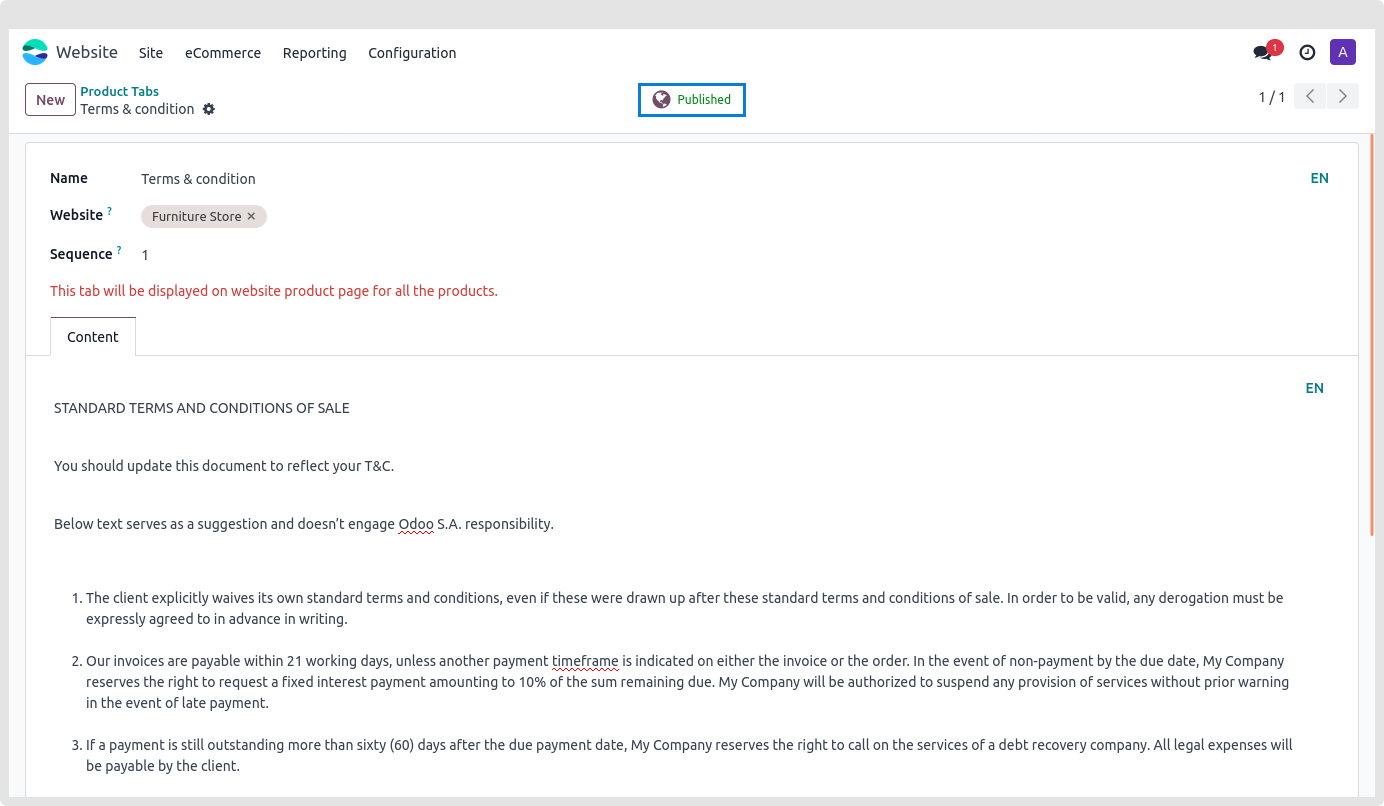 Website Site eCommerce Reporting Configuration 1 A
New Product Tabs
Terms & condition
Published
1 / 1
Name Terms & condition EN
Website ? Furniture Store ×
Sequence ? 1
This tab will be displayed on website product page for all the products.
Content
EN
STANDARD TERMS AND CONDITIONS OF SALE
You should update this document to reflect your T&C.
Below text serves as a suggestion and doesn’t engage Odoo S.A. responsibility.
1. The client explicitly waives its own standard terms and conditions, even if these were drawn up after these standard terms and conditions of sale. In order to be valid, any derogation must be
expressly agreed to in advance in writing.
2. Our invoices are payable within 21 working days, unless another payment timeframe is indicated on either the invoice or the order. In the event of non-payment by the due date, My Company
reserves the right to request a fixed interest payment amounting to 10% of the sum remaining due. My Company will be authorized to suspend any provision of services without prior warning
in the event of late payment.
3. If a payment is still outstanding more than sixty (60) days after the due payment date, My Company reserves the right to call on the services of a debt recovery company. All legal expenses will
be payable by the client.